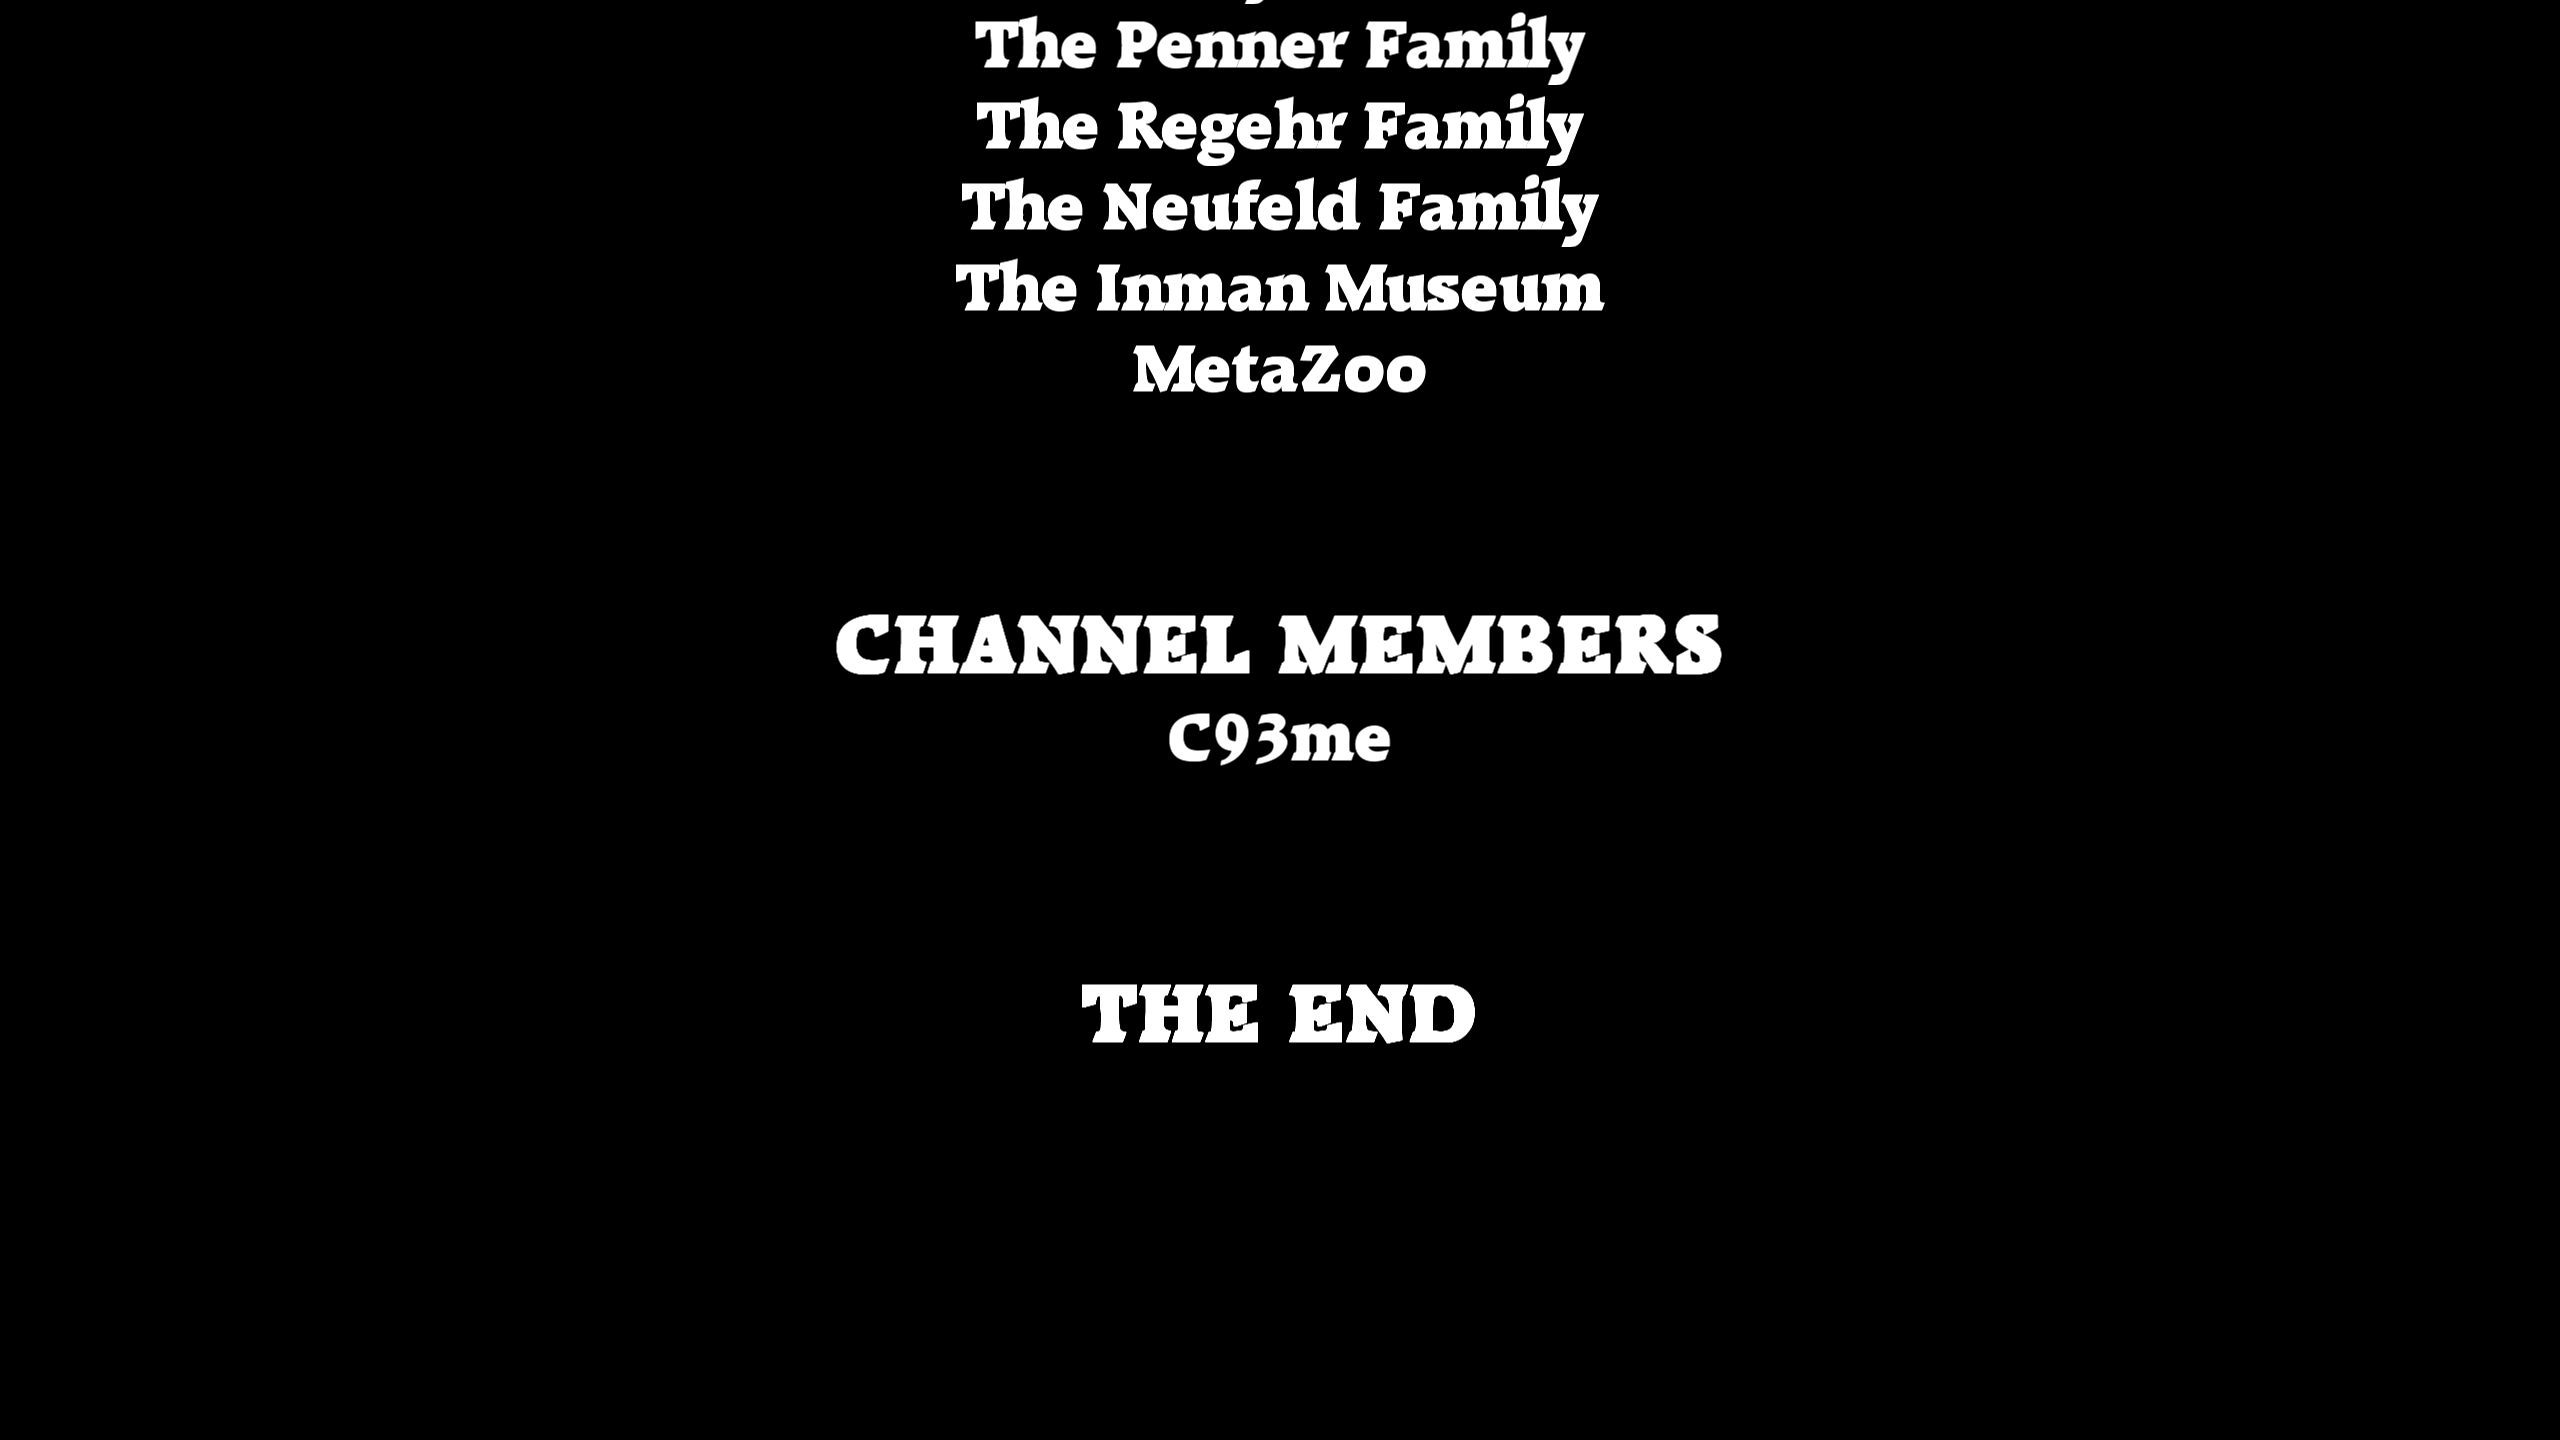 The Penner Family
The Regehr Family
The Neufeld Family
The Inman Museum
MetaZoo
CHANNEL MEMBERS
C93me
THE END